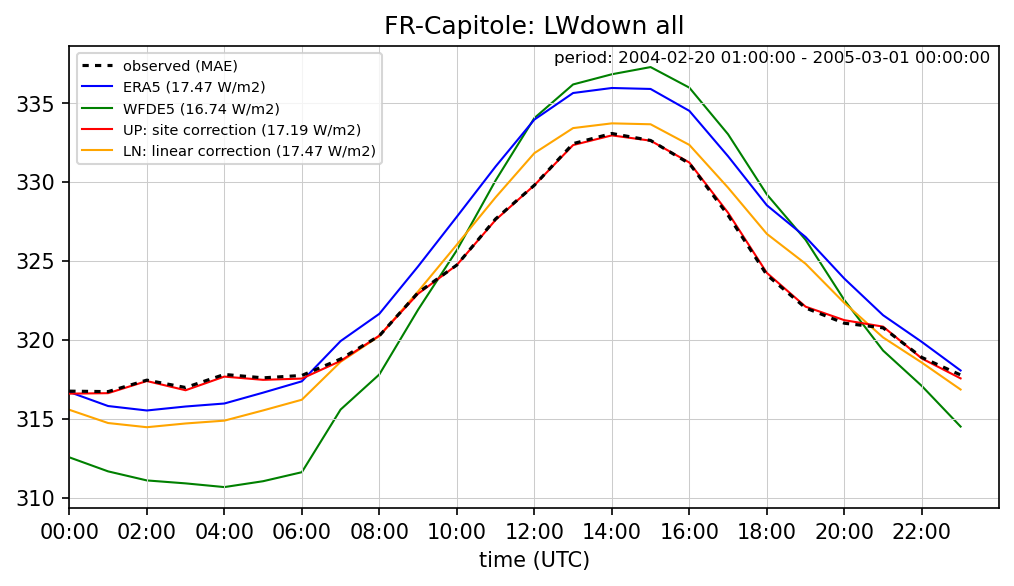 FR-Capitole: LWdown all
period: 2004-02-20 01:00:00 - 2005-03-01 00:00:00
observed (MAE)
ERA5 (17.47 W/m2)
WFDE5 (16.74 W/m2)
UP: site correction (17.19 W/m2)
LN: linear correction (17.47 W/m2)
335
330
325
320
315
310
00:00 02:00 04:00 06:00 08:00 10:00 12:00 14:00 16:00 18:00 20:00 22:00
time (UTC)